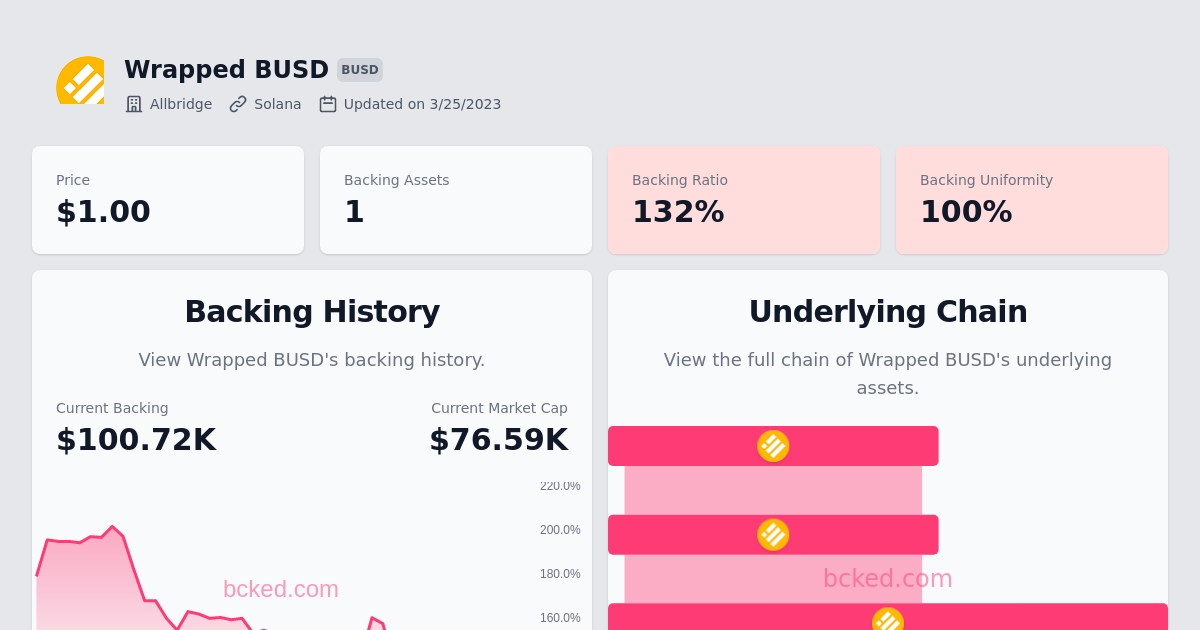 Wrapped BUSD BUSD
Allbridge Solana Updated on 3/25/2023
Price
$1.00
Backing Assets
1
Backing Ratio
132%
Backing Uniformity
100%
Backing History
View Wrapped BUSD's backing history.
Current Backing
$100.72K
Current Market Cap
$76.59K
220.0%
200.0%
180.0%
160.0%
bcked.com
Underlying Chain
View the full chain of Wrapped BUSD's underlying
assets.
bcked.com